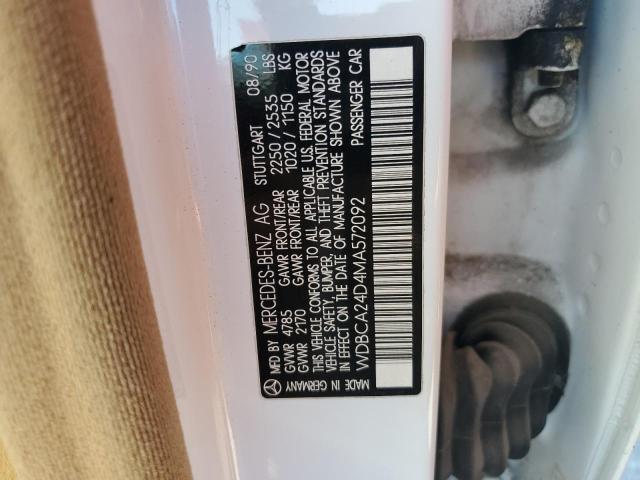 MFD BY MERCEDES-BENZ AG STUTTGART 08/90
GVWR 4785 GAWR FRONT/REAR 2250/2535 LBS
GVWR 2170 GAWR FRONT/REAR 1020/1150 KG
THIS VEHICLE CONFORMS TO ALL APPLICABLE U.S. FEDERAL MOTOR
VEHICLE SAFETY, BUMPER, AND THEFT PREVENTION STANDARDS
IN EFFECT ON THE DATE OF MANUFACTURE SHOWN ABOVE
WDBCA24D4MA572092 PASSENGER CAR
MADE IN GERMANY